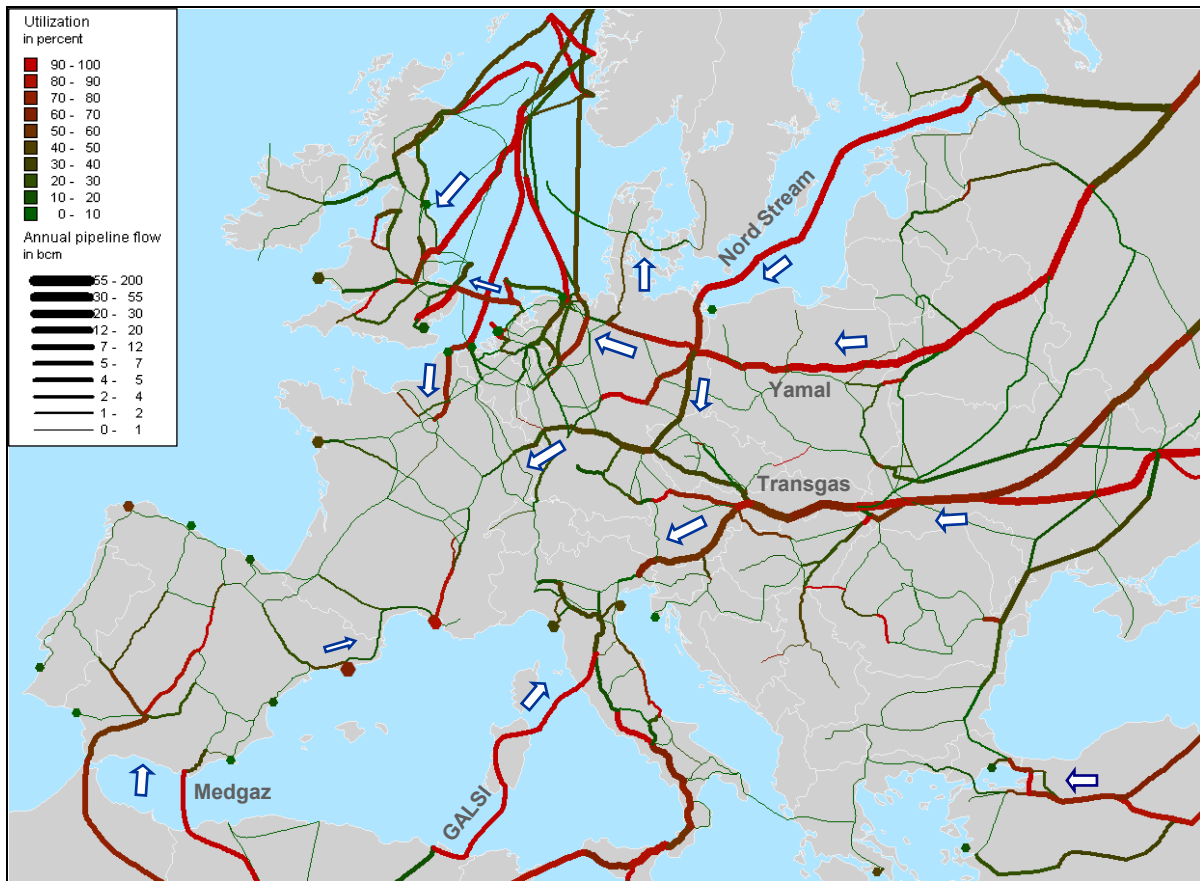 Utilization
in percent
90 - 100
80 - 90
70 - 80
60 - 70
50 - 60
40 - 50
30 - 40
20 - 30
10 - 20
0 - 10
Annual pipeline flow
in bcm
55 - 200
30 - 55
20 - 30
12 - 20
7 - 12
5 - 7
4 - 5
2 - 4
1 - 2
0 - 1
Nord Stream
Yamal
Transgas
Medgaz
GALSI